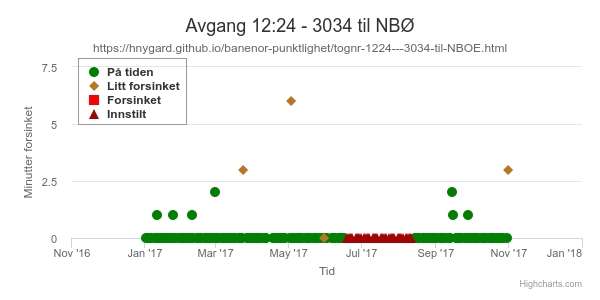 Avgang 12:24 - 3034 til NBØ
https://hnygard.github.io/banenor-punktlighet/tognr-1224---3034-til-NBOE.html
På tiden
Litt forsinket
Forsinket
Innstilt
Minutter forsinket
7.5
5
2.5
0
Nov '16
Jan '17
Mar '17
May '17
Jul '17
Sep '17
Nov '17
Jan '18
Tid
Highcharts.com